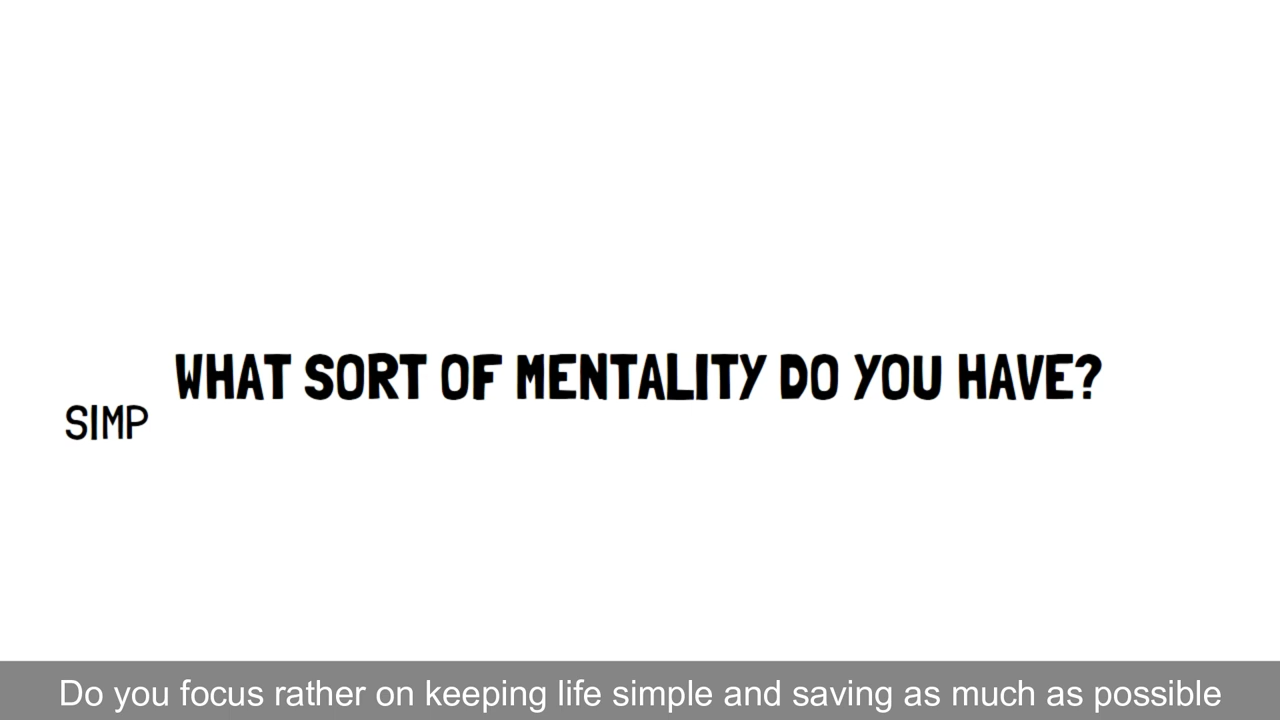 WHAT SORT OF MENTALITY DO YOU HAVE?
SIMP
Do you focus rather on keeping life simple and saving as much as possible